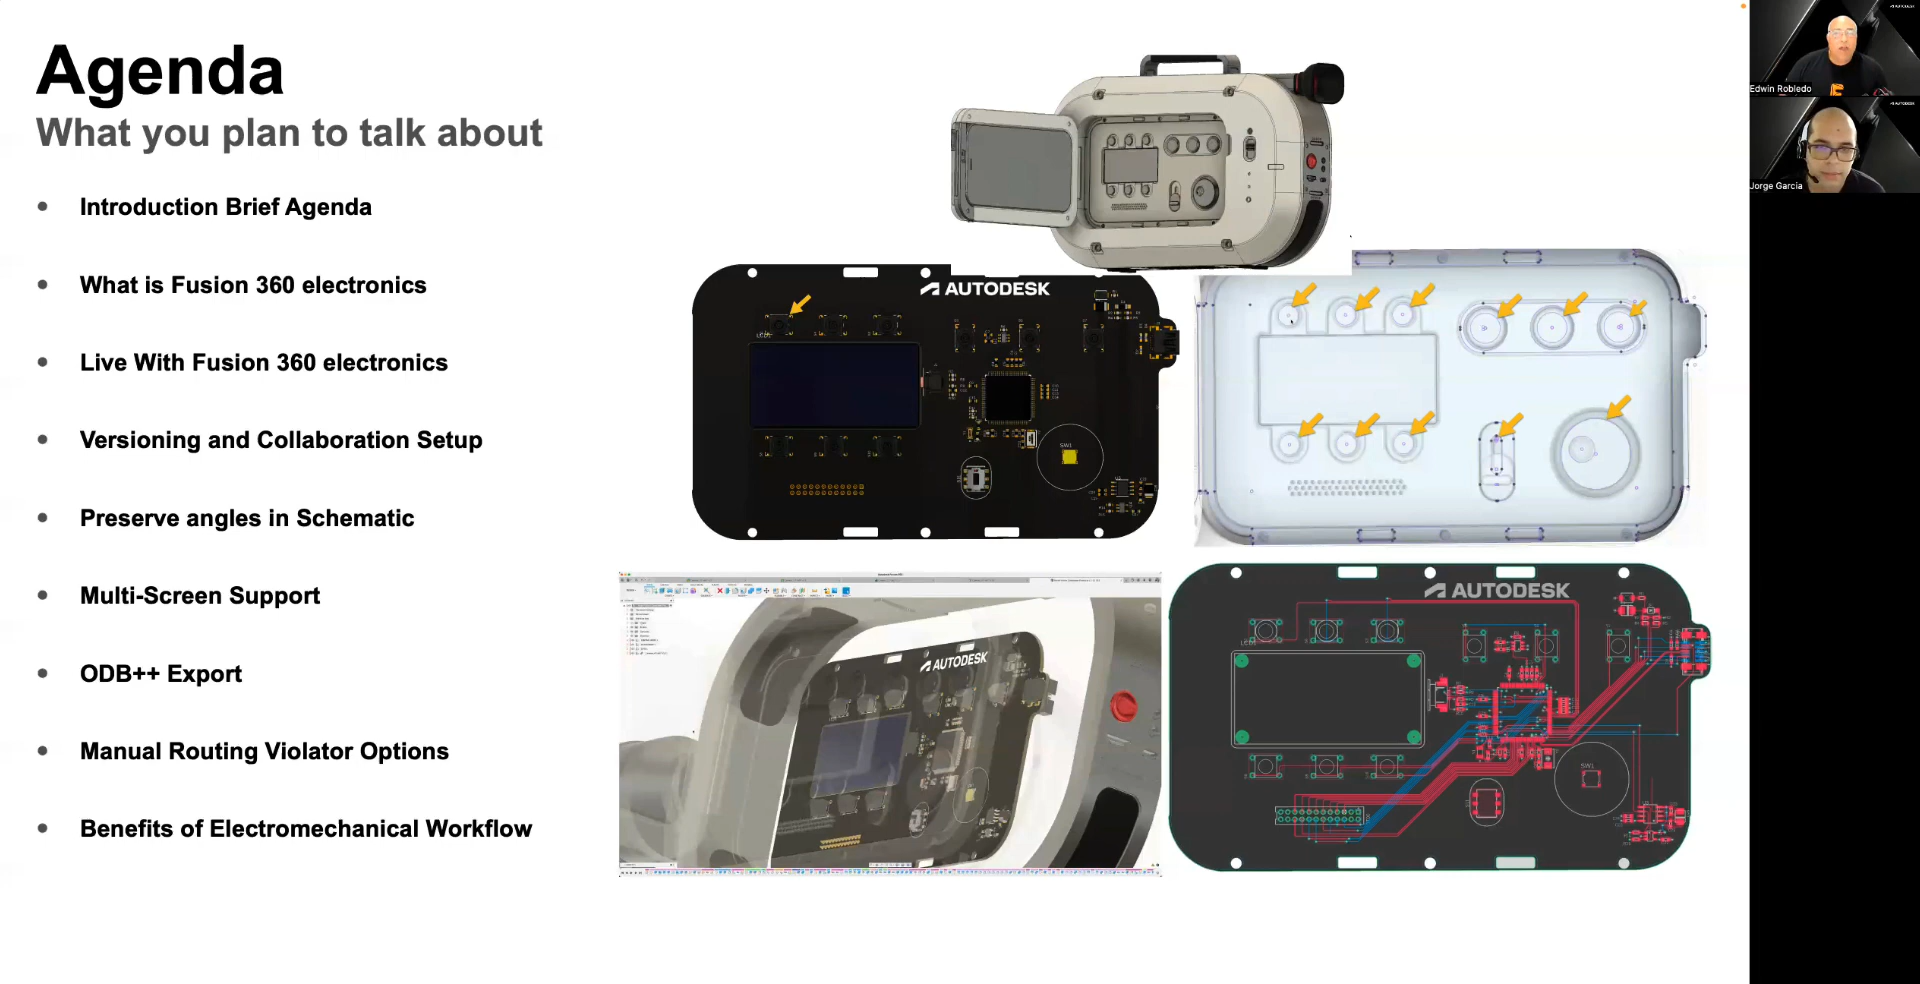 Agenda
What you plan to talk about
• Introduction Brief Agenda
• What is Fusion 360 electronics
• Live With Fusion 360 electronics
• Versioning and Collaboration Setup
• Preserve angles in Schematic
• Multi-Screen Support
• ODB++ Export
• Manual Routing Violator Options
• Benefits of Electromechanical Workflow
AUTODESK
SW1
AUTODESK
AUTODESK
SW1
Edwin Robledo
Jorge Garcia